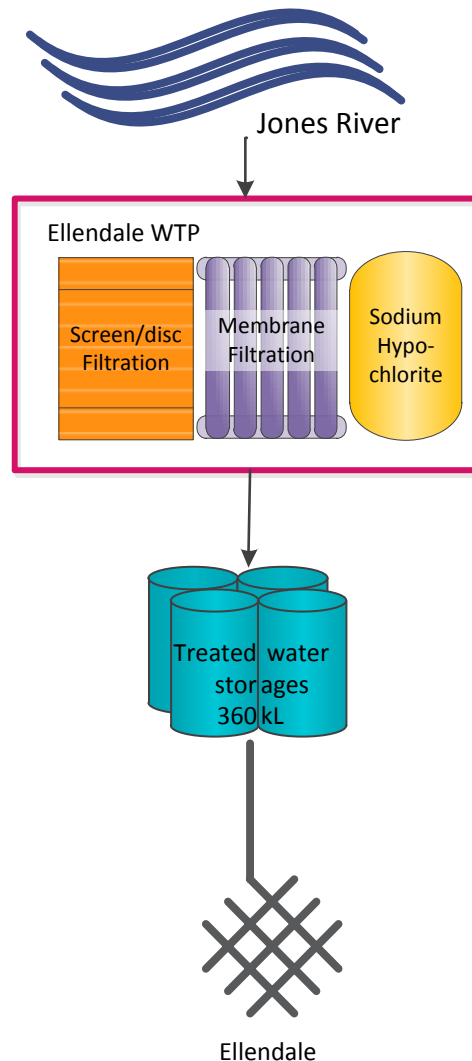 Jones River
Ellendale WTP
Screen/disc
Filtration
Membrane
Filtration
Sodium
Hypo-
chlorite
Treated water
storages
360 kL
Ellendale